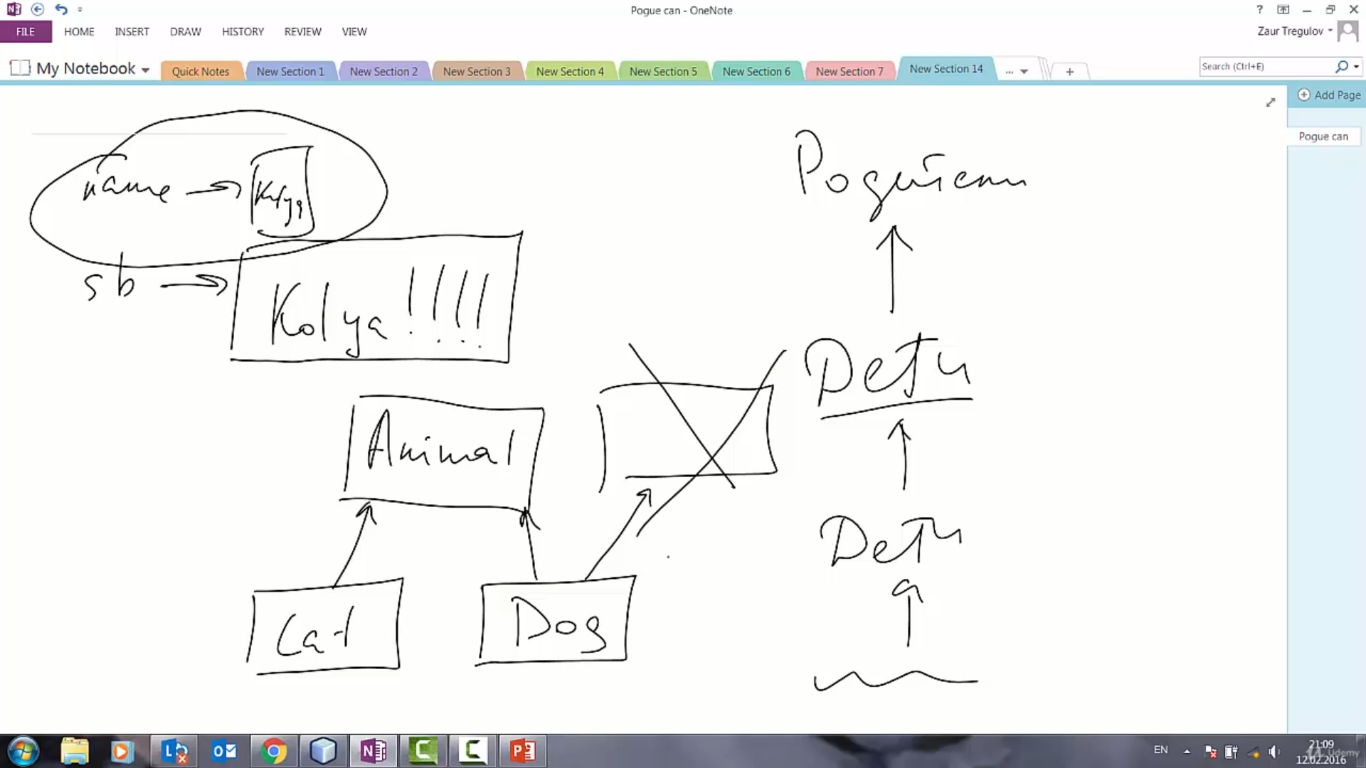 Pogue can - OneNote
?
FILE HOME INSERT DRAW HISTORY REVIEW VIEW
Zaur Tregulov
My Notebook
Quick Notes New Section 1 New Section 2 New Section 3 New Section 4 New Section 5 New Section 6 New Section 7 New Section 14 ...
Search (Ctrl+E)
Add Page
Pogue can
name → Kolya
sb →
Kolya!!!!
Animal
Cat
Dog
Родители
Дети
Дети
EN
21:09
12.02.2016
Udemy